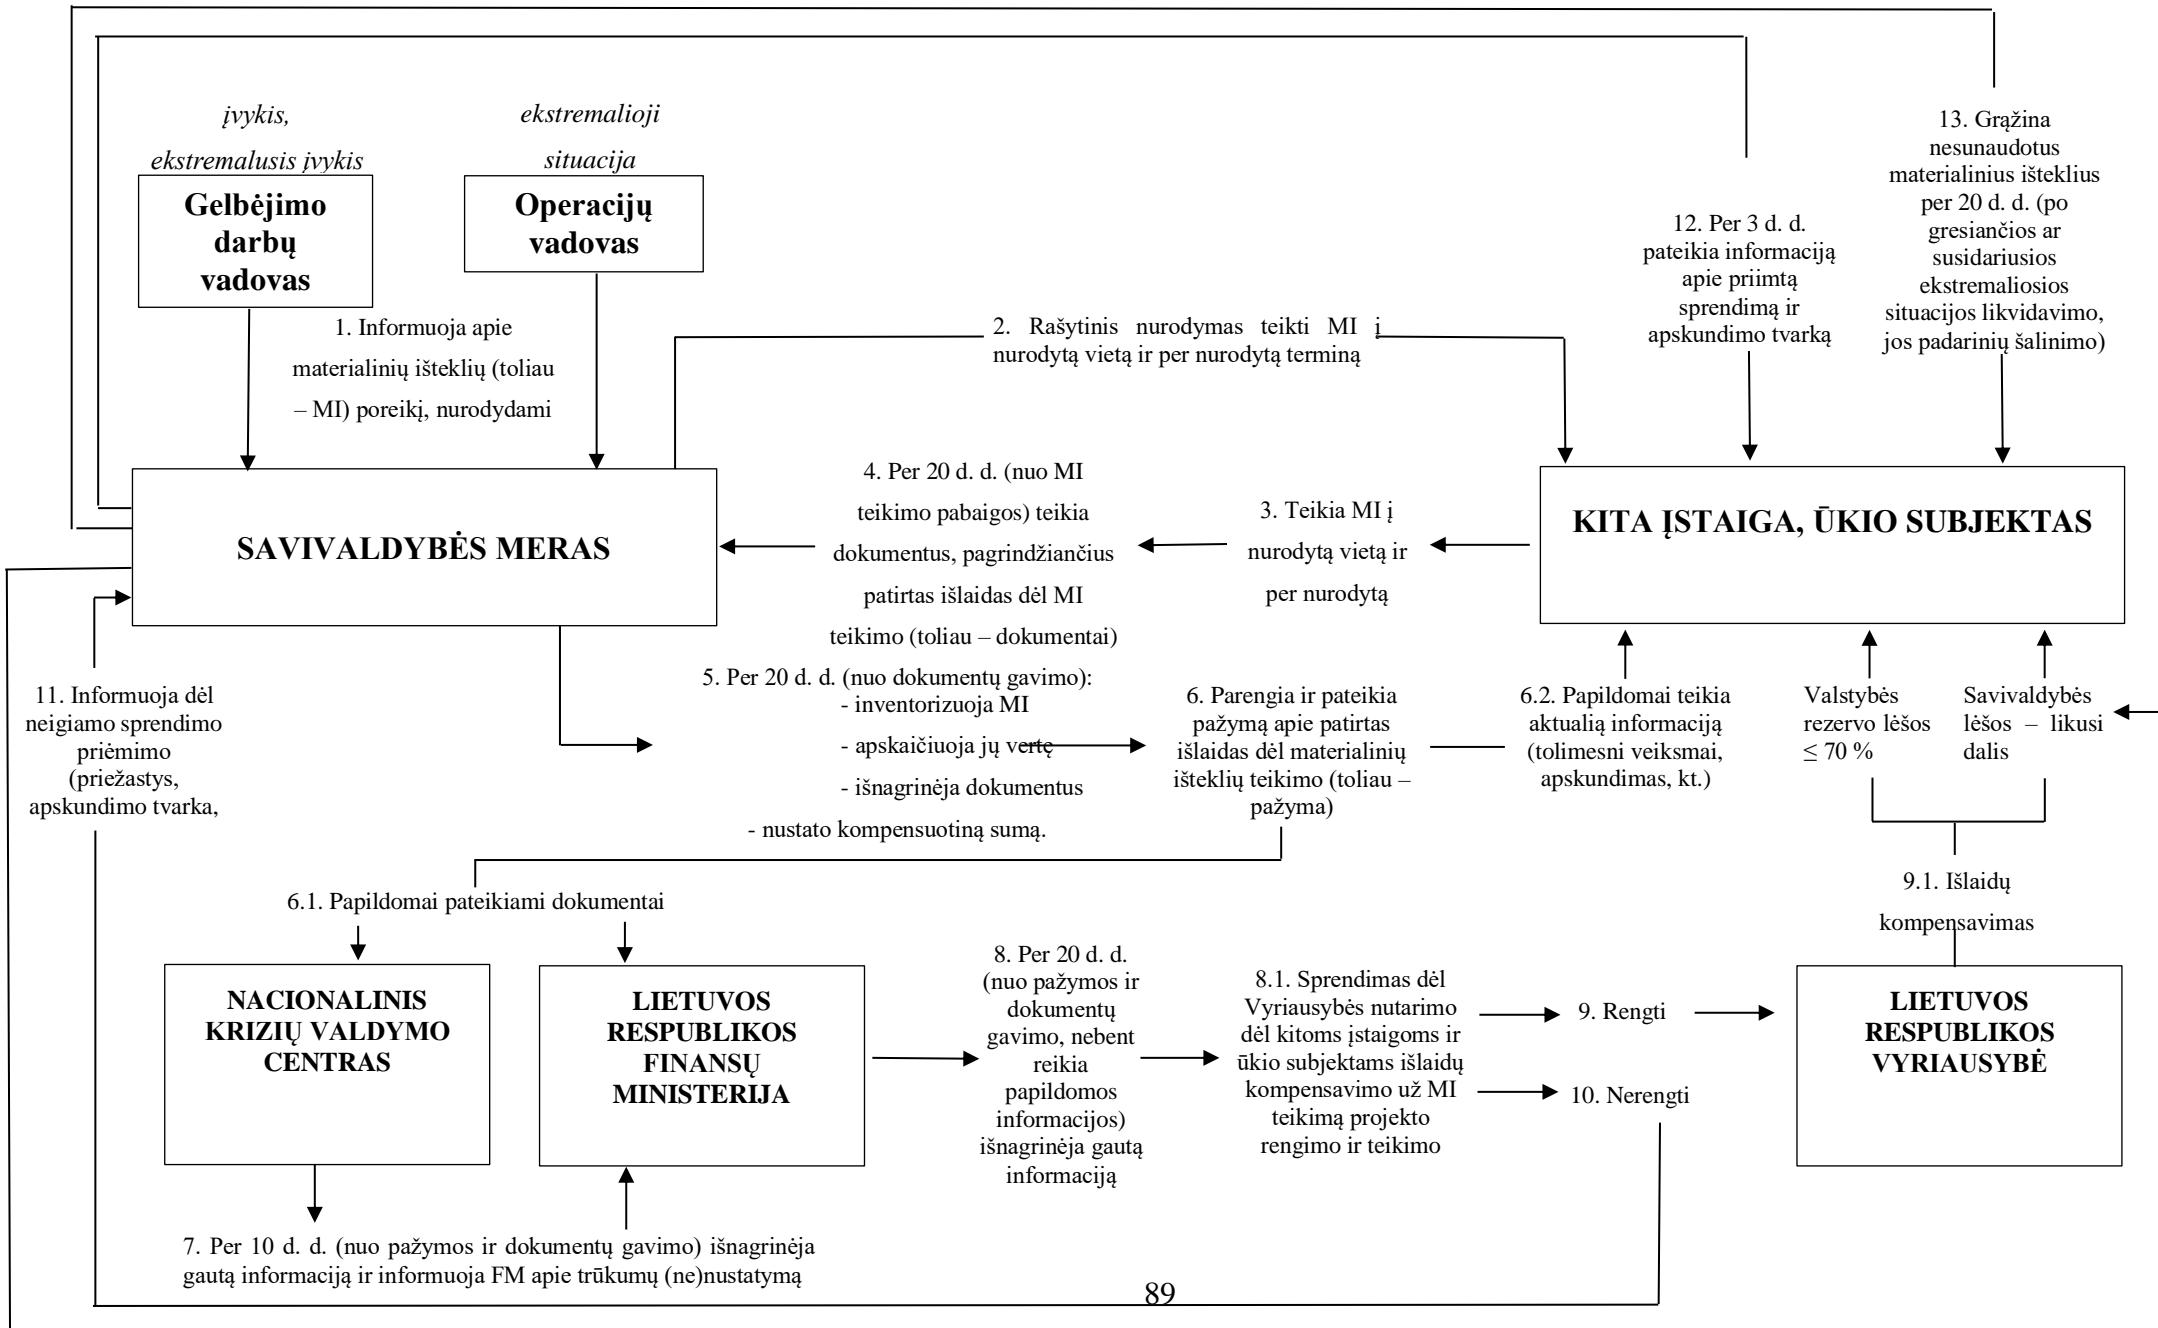 įvykis,
ekstremalusis įvykis
Gelbėjimo
darbų
vadovas
ekstremalioji
situacija
Operacijų
vadovas
1. Informuoja apie
materialinių išteklių (toliau
– MI) poreikį, nurodydami
2. Rašytinis nurodymas teikti MI į
nurodytą vietą ir per nurodytą terminą
12. Per 3 d. d.
pateikia informaciją
apie priimtą
sprendimą ir
apskundimo tvarką
13. Grąžina
nesunaudotus
materialinius išteklius
per 20 d. d. (po
gresiančios ar
susidariusios
ekstremaliosios
situacijos likvidavimo,
jos padarinių šalinimo)
SAVIVALDYBĖS MERAS
4. Per 20 d. d. (nuo MI
teikimo pabaigos) teikia
dokumentus, pagrindžiančius
patirtas išlaidas dėl MI
teikimo (toliau – dokumentai)
3. Teikia MI į
nurodytą vietą ir
per nurodytą
KITA ĮSTAIGA, ŪKIO SUBJEKTAS
11. Informuoja dėl
neigiamo sprendimo
priėmimo
(priežastys,
apskundimo tvarka,
5. Per 20 d. d. (nuo dokumentų gavimo):
- inventorizuoja MI
- apskaičiuoja jų vertę
- išnagrinėja dokumentus
- nustato kompensuotiną sumą.
6. Parengia ir pateikia
pažymą apie patirtas
išlaidas dėl materialinių
išteklių teikimo (toliau –
pažyma)
6.2. Papildomai teikia
aktualią informaciją
(tolimesni veiksmai,
apskundimas, kt.)
Valstybės
rezervo lėšos
≤ 70 %
Savivaldybės
lėšos – likusi
dalis
6.1. Papildomai pateikiami dokumentai
9.1. Išlaidų
kompensavimas
NACIONALINIS
KRIZIŲ VALDYMO
CENTRAS
LIETUVOS
RESPUBLIKOS
FINANSŲ
MINISTERIJA
8. Per 20 d. d.
(nuo pažymos ir
dokumentų
gavimo, nebent
reikia
papildomos
informacijos)
išnagrinėja gautą
informaciją
8.1. Sprendimas dėl
Vyriausybės nutarimo
dėl kitoms įstaigoms ir
ūkio subjektams išlaidų
kompensavimo už MI
teikimą projekto
rengimo ir teikimo
9. Rengti
10. Nerengti
LIETUVOS
RESPUBLIKOS
VYRIAUSYBĖ
7. Per 10 d. d. (nuo pažymos ir dokumentų gavimo) išnagrinėja
gautą informaciją ir informuoja FM apie trūkumų (ne)nustatymą
89